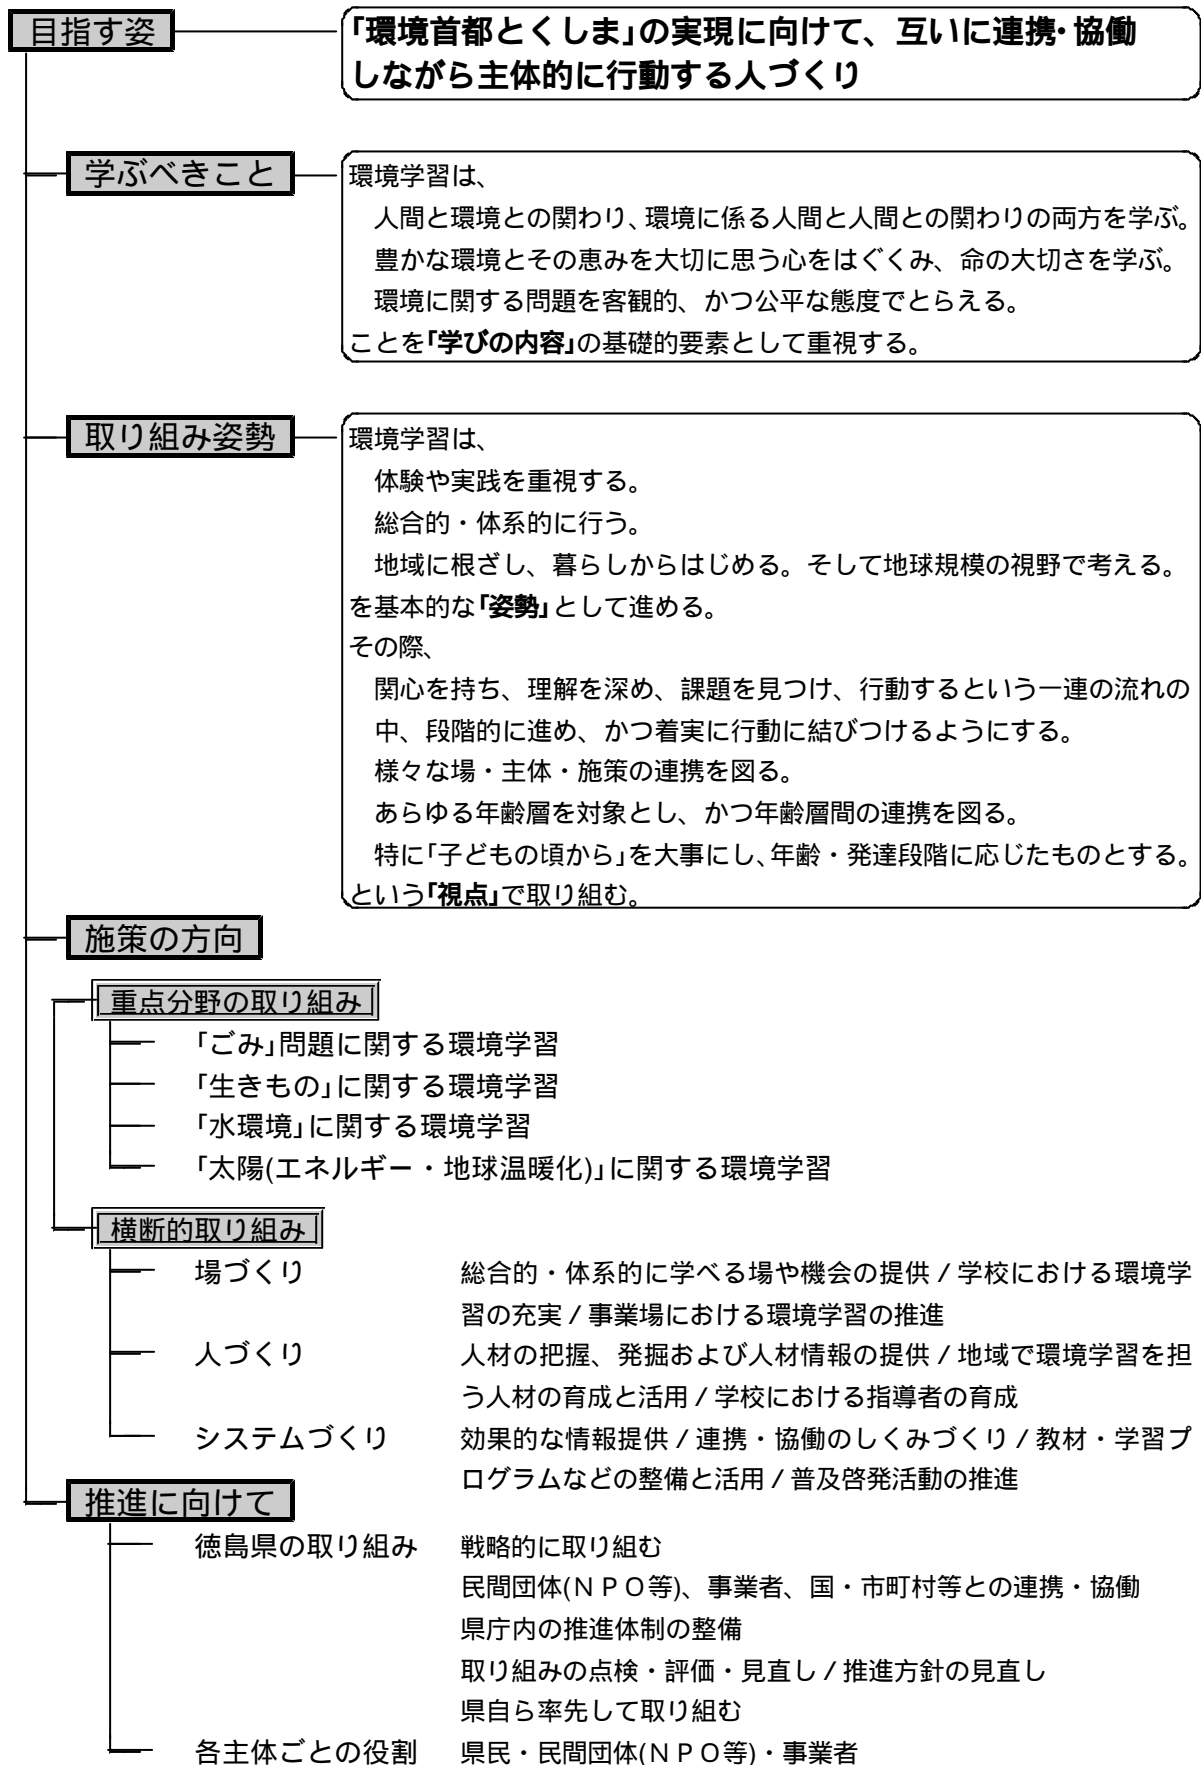 目指す姿
「環境首都とくしま」の実現に向けて、互いに連携・協働
しながら主体的に行動する人づくり
学ぶべきこと
環境学習は、
人間と環境との関わり、環境に係る人間と人間との関わりの両方を学ぶ。
豊かな環境とその恵みを大切に思う心をはぐくみ、命の大切さを学ぶ。
環境に関する問題を客観的、かつ公平な態度でとらえる。
ことを「学びの内容」の基礎的要素として重視する。
取り組み姿勢
環境学習は、
体験や実践を重視する。
総合的・体系的に行う。
地域に根ざし、暮らしからはじめる。そして地球規模の視野で考える。
を基本的な「姿勢」として進める。
その際、
関心を持ち、理解を深め、課題を見つけ、行動するという一連の流れの
中、段階的に進め、かつ着実に行動に結びつけるようにする。
様々な場・主体・施策の連携を図る。
あらゆる年齢層を対象とし、かつ年齢層間の連携を図る。
特に「子どもの頃から」を大事にし、年齢・発達段階に応じたものとする。
という「視点」で取り組む。
施策の方向
重点分野の取り組み
「ごみ」問題に関する環境学習
「生きもの」に関する環境学習
「水環境」に関する環境学習
「太陽(エネルギー・地球温暖化)」に関する環境学習
横断的取り組み
場づくり 総合的・体系的に学べる場や機会の提供/学校における環境学
習の充実/事業場における環境学習の推進
人づくり 人材の把握、発掘および人材情報の提供/地域で環境学習を担
う人材の育成と活用/学校における指導者の育成
システムづくり 効果的な情報提供/連携・協働のしくみづくり/教材・学習プ
ログラムなどの整備と活用/普及啓発活動の推進
推進に向けて
徳島県の取り組み 戦略的に取り組む
民間団体(NPO等)、事業者、国・市町村等との連携・協働
県庁内の推進体制の整備
取り組みの点検・評価・見直し/推進方針の見直し
県自ら率先して取り組む
各主体ごとの役割 県民・民間団体(NPO等)・事業者